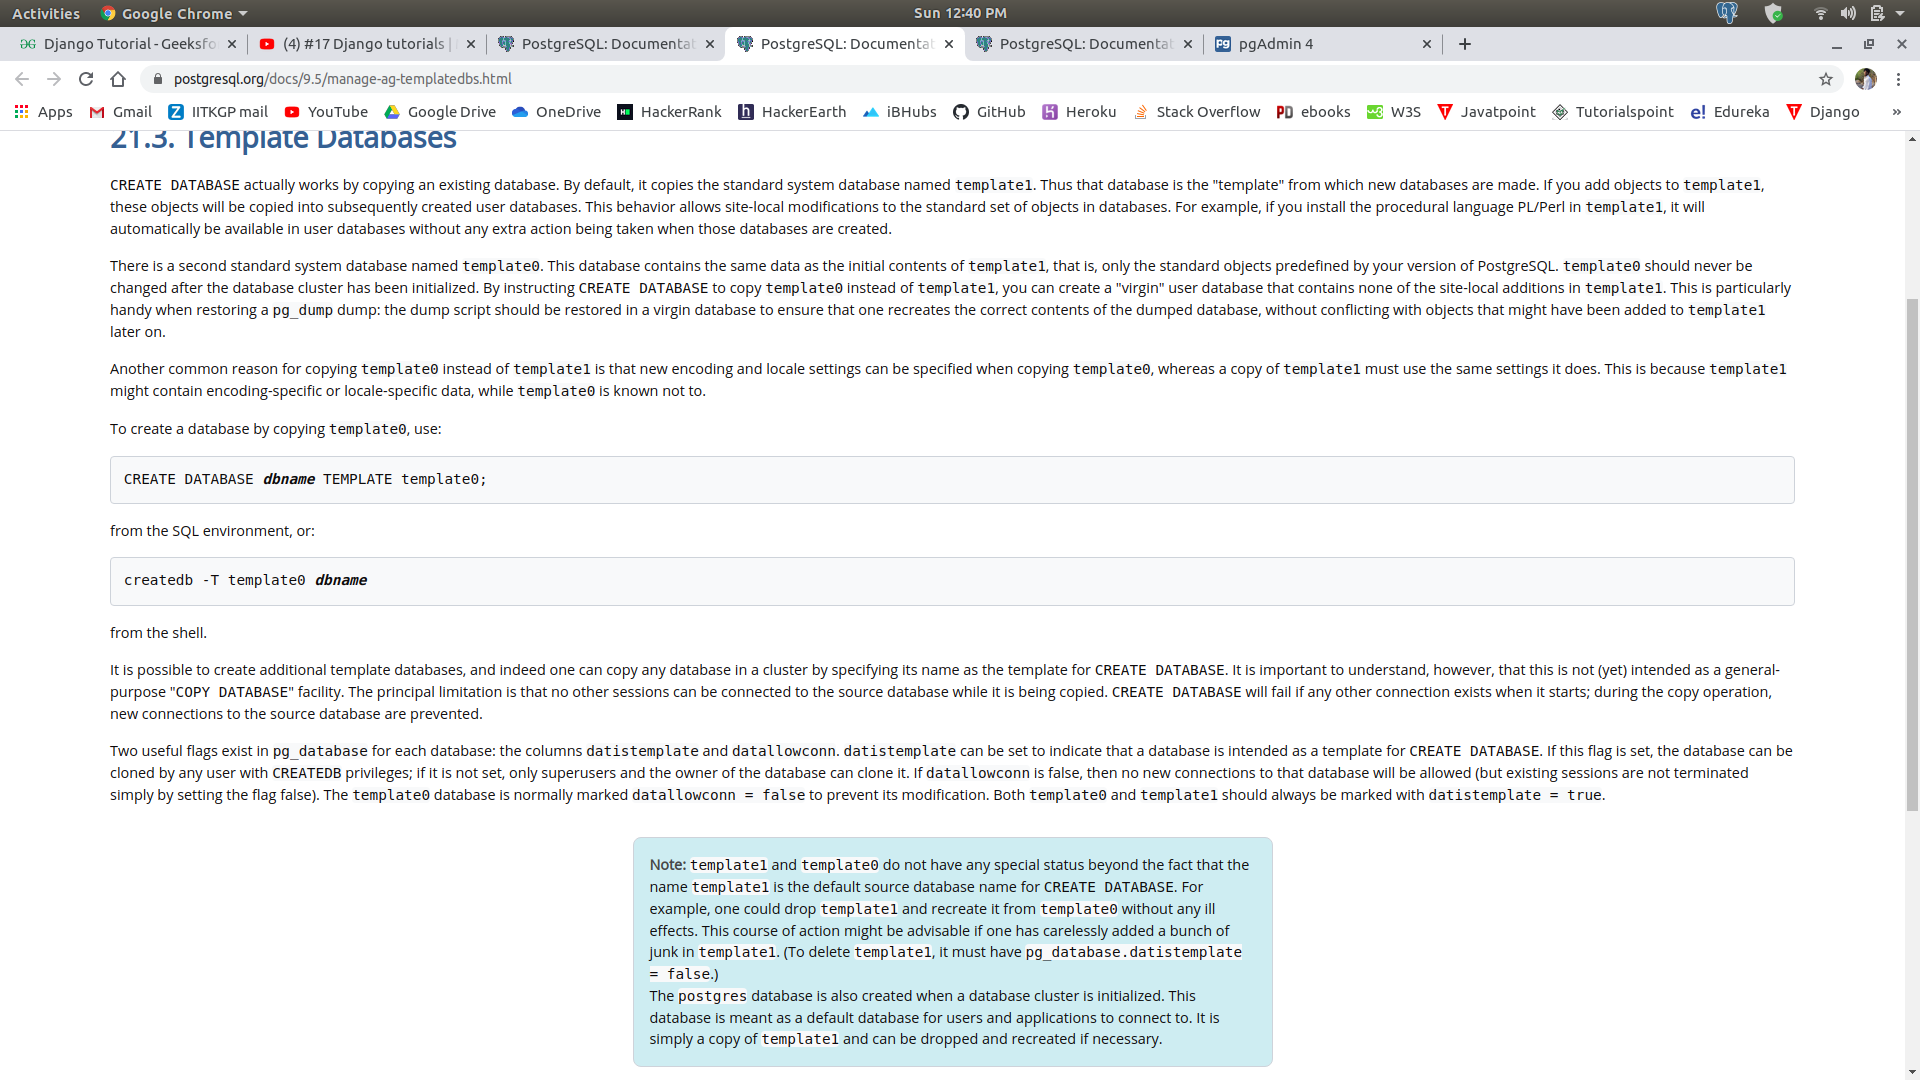 Activities Google Chrome Sun 12:40 PM
Django Tutorial - Geeksfo (4) #17 Django tutorials | PostgreSQL: Documentat PostgreSQL: Documentat PostgreSQL: Documentat pgAdmin 4
postgresql.org/docs/9.5/manage-ag-templatedbs.html
Apps Gmail IITKGP mail YouTube Google Drive OneDrive HackerRank HackerEarth iBHubs GitHub Heroku Stack Overflow ebooks W3S Javatpoint Tutorialspoint Edureka Django »
21.3. Template Databases
CREATE DATABASE actually works by copying an existing database. By default, it copies the standard system database named template1. Thus that database is the "template" from which new databases are made. If you add objects to template1,
these objects will be copied into subsequently created user databases. This behavior allows site-local modifications to the standard set of objects in databases. For example, if you install the procedural language PL/Perl in template1, it will
automatically be available in user databases without any extra action being taken when those databases are created.
There is a second standard system database named template0. This database contains the same data as the initial contents of template1, that is, only the standard objects predefined by your version of PostgreSQL. template0 should never be
changed after the database cluster has been initialized. By instructing CREATE DATABASE to copy template0 instead of template1, you can create a "virgin" user database that contains none of the site-local additions in template1. This is particularly
handy when restoring a pg_dump dump: the dump script should be restored in a virgin database to ensure that one recreates the correct contents of the dumped database, without conflicting with objects that might have been added to template1
later on.
Another common reason for copying template0 instead of template1 is that new encoding and locale settings can be specified when copying template0, whereas a copy of template1 must use the same settings it does. This is because template1
might contain encoding-specific or locale-specific data, while template0 is known not to.
To create a database by copying template0, use:
CREATE DATABASE dbname TEMPLATE template0;
from the SQL environment, or:
createdb -T template0 dbname
from the shell.
It is possible to create additional template databases, and indeed one can copy any database in a cluster by specifying its name as the template for CREATE DATABASE. It is important to understand, however, that this is not (yet) intended as a general-
purpose "COPY DATABASE" facility. The principal limitation is that no other sessions can be connected to the source database while it is being copied. CREATE DATABASE will fail if any other connection exists when it starts; during the copy operation,
new connections to the source database are prevented.
Two useful flags exist in pg_database for each database: the columns datistemplate and datallowconn. datistemplate can be set to indicate that a database is intended as a template for CREATE DATABASE. If this flag is set, the database can be
cloned by any user with CREATEDB privileges; if it is not set, only superusers and the owner of the database can clone it. If datallowconn is false, then no new connections to that database will be allowed (but existing sessions are not terminated
simply by setting the flag false). The template0 database is normally marked datallowconn = false to prevent its modification. Both template0 and template1 should always be marked with datistemplate = true.
Note: template1 and template0 do not have any special status beyond the fact that the
name template1 is the default source database name for CREATE DATABASE. For
example, one could drop template1 and recreate it from template0 without any ill
effects. This course of action might be advisable if one has carelessly added a bunch of
junk in template1. (To delete template1, it must have pg_database.datistemplate
= false.)
The postgres database is also created when a database cluster is initialized. This
database is meant as a default database for users and applications to connect to. It is
simply a copy of template1 and can be dropped and recreated if necessary.